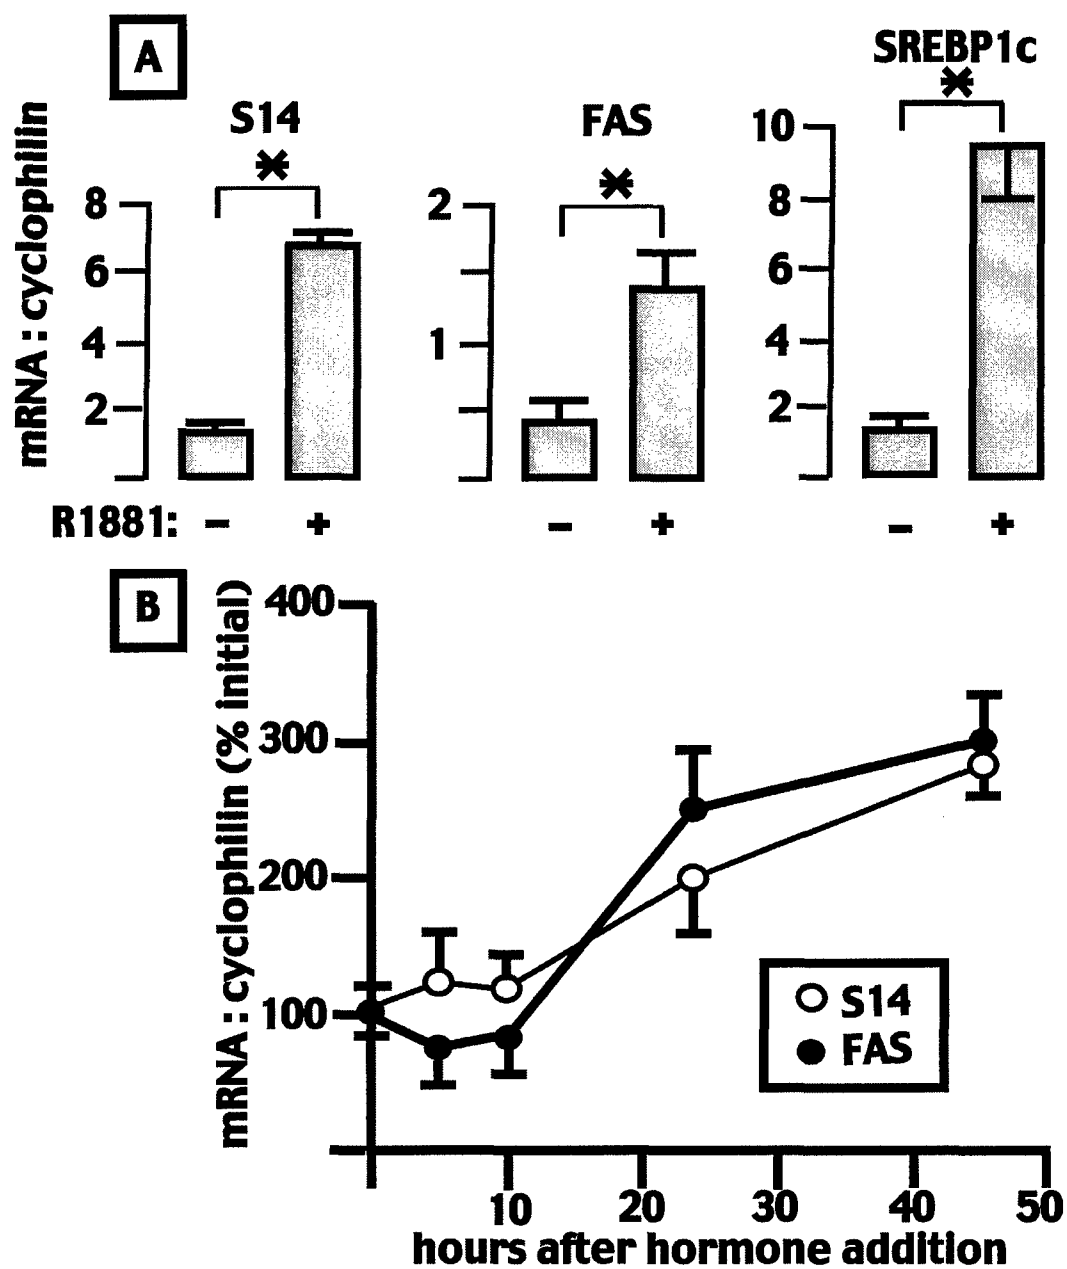 A
SREBP1c
S14
FAS
*
*
*
mRNA : cyclophilin
8
6
4
2
2
1
10
8
6
4
2
R1881: − +
− +
− +
B
mRNA : cyclophilin (% initial)
400
300
200
100
S14
FAS
10 20 30 40 50
hours after hormone addition